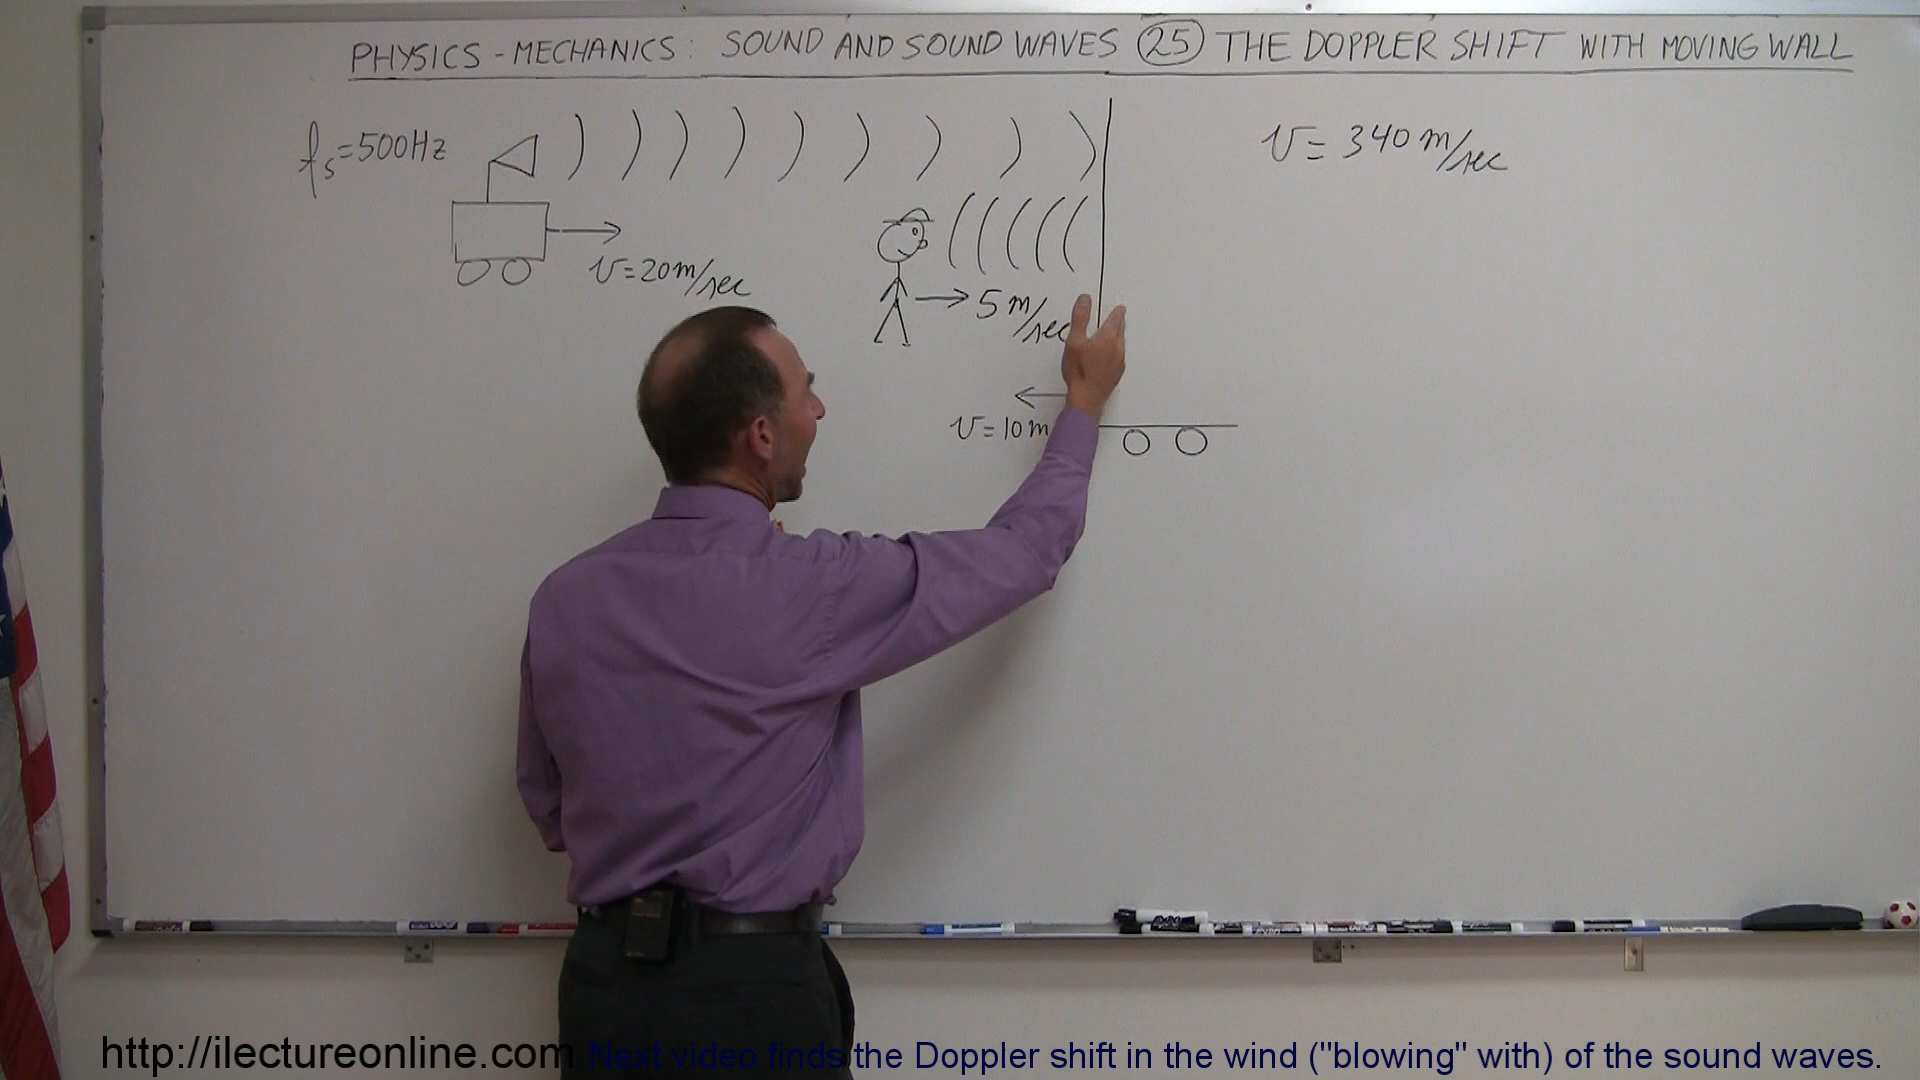 PHYSICS - MECHANICS: SOUND AND SOUND WAVES 25 THE DOPPLER SHIFT WITH MOVING WALL
fs=500Hz
v= 340 m/sec
v=20m/sec
5 m/sec
v=10m
http://ilectureonline.com Next video finds the Doppler shift in the wind ("blowing" with) of the sound waves.